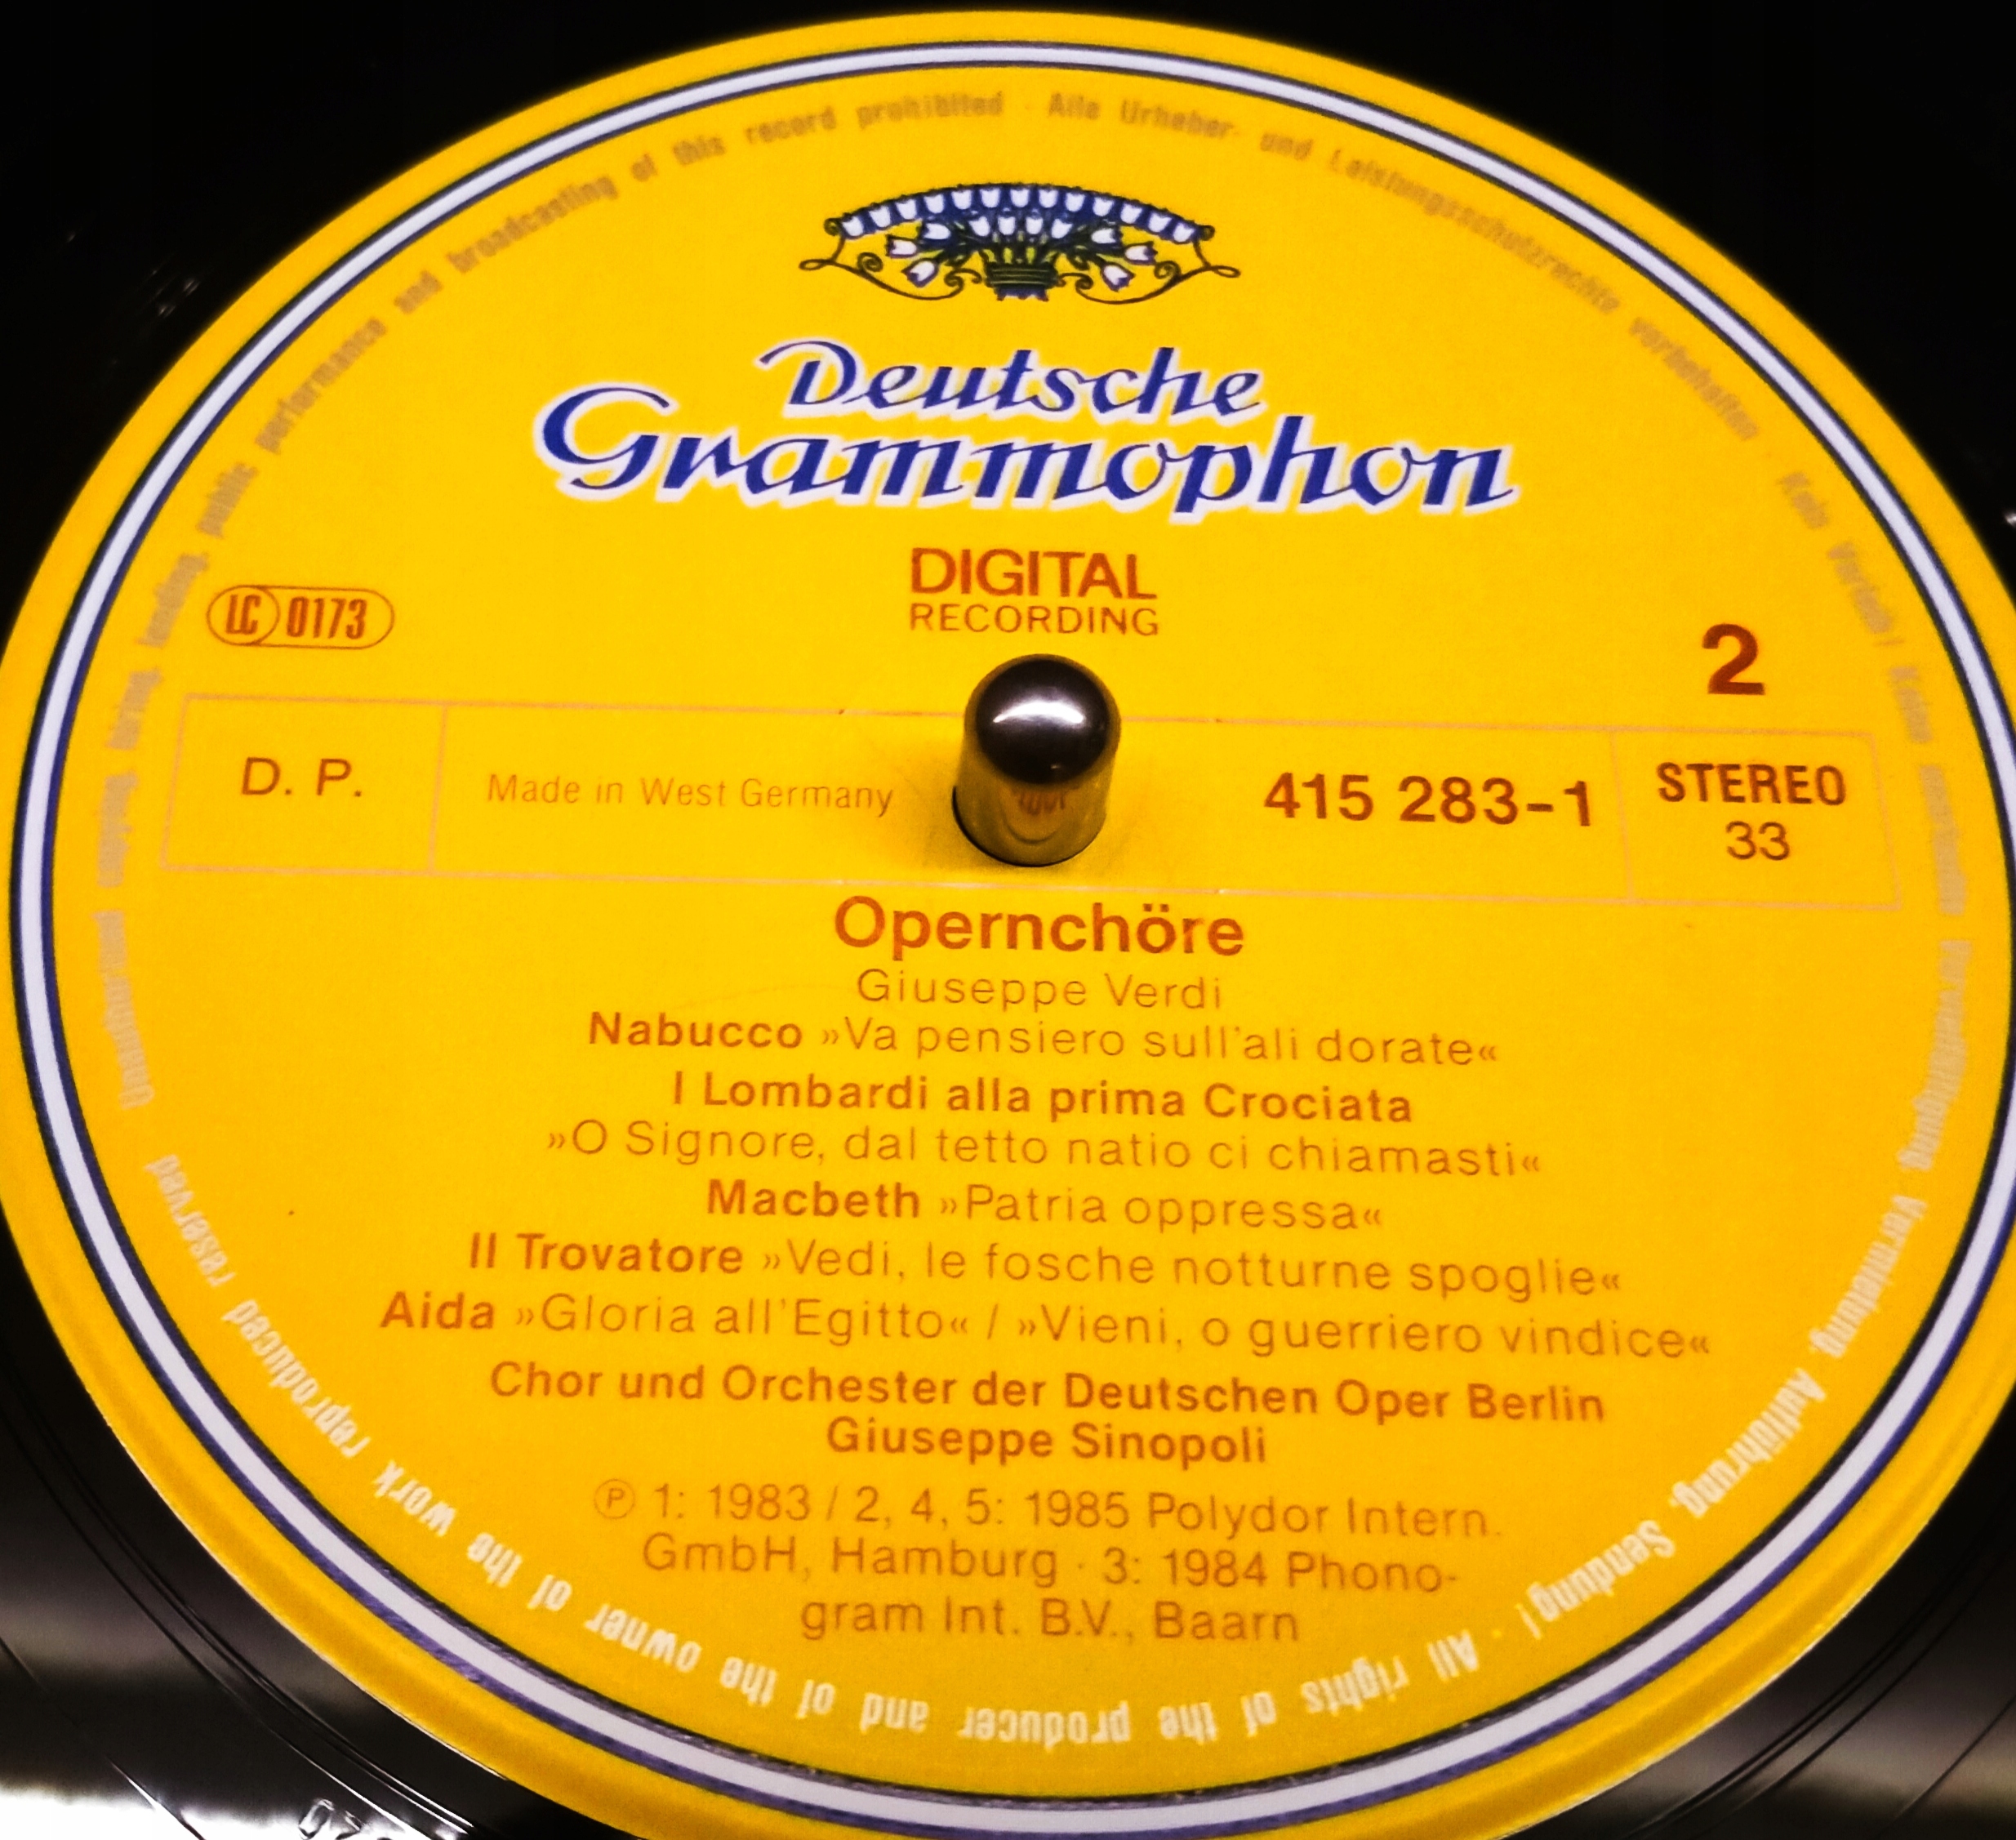 Deutsche
Grammophon
DIGITAL
RECORDING
LC 0173
2
D. P.
Made in West Germany
415 283-1
STEREO
33
Opernchöre
Giuseppe Verdi
Nabucco »Va pensiero sull'ali dorate«
I Lombardi alla prima Crociata
»O Signore, dal tetto natio ci chiamasti«
Macbeth »Patria oppressa«
Il Trovatore »Vedi, le fosche notturne spoglie«
Aida »Gloria all'Egitto« / »Vieni, o guerriero vindice«
Chor und Orchester der Deutschen Oper Berlin
Giuseppe Sinopoli
Ⓟ 1: 1983 / 2, 4, 5: 1985 Polydor Intern.
GmbH, Hamburg · 3: 1984 Phono-
gram Int. B.V., Baarn
All rights of the producer and of the owner of the work reproduced reserved
lending, public performance and broadcasting of this record prohibited · Alle Urheber- und Leistungsschutzrechte vorbehalten
Kein Verleih! Keine Vermietung, Aufführung, Sendung! ·